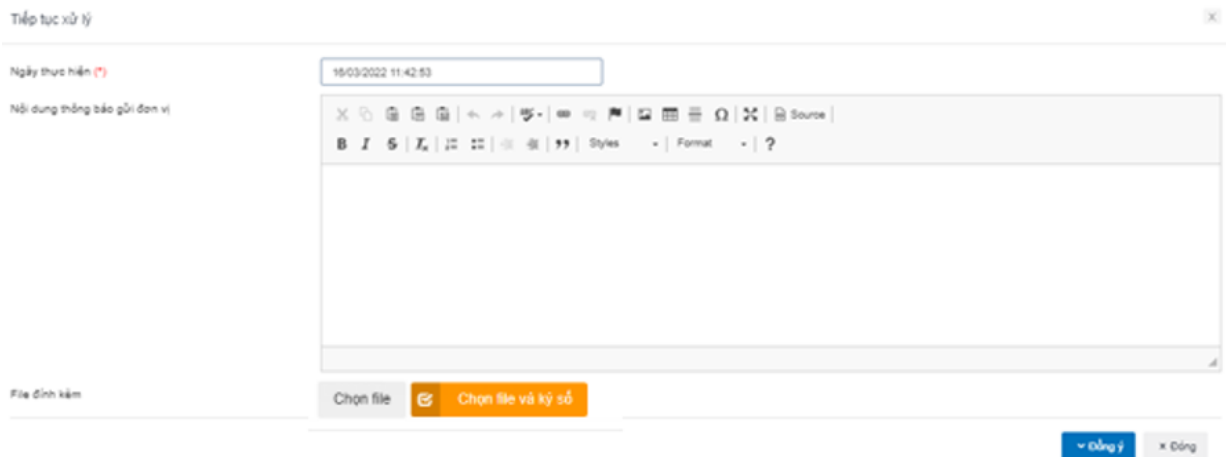 Tiếp tục xử lý
Ngày thực hiện (*)
16/03/2022 11:42:53
Nội dung thông báo gửi đơn vị
Source
B I S Styles Format ?
File đính kèm
Chọn file
Chọn file và ký số
Đồng ý
Đóng